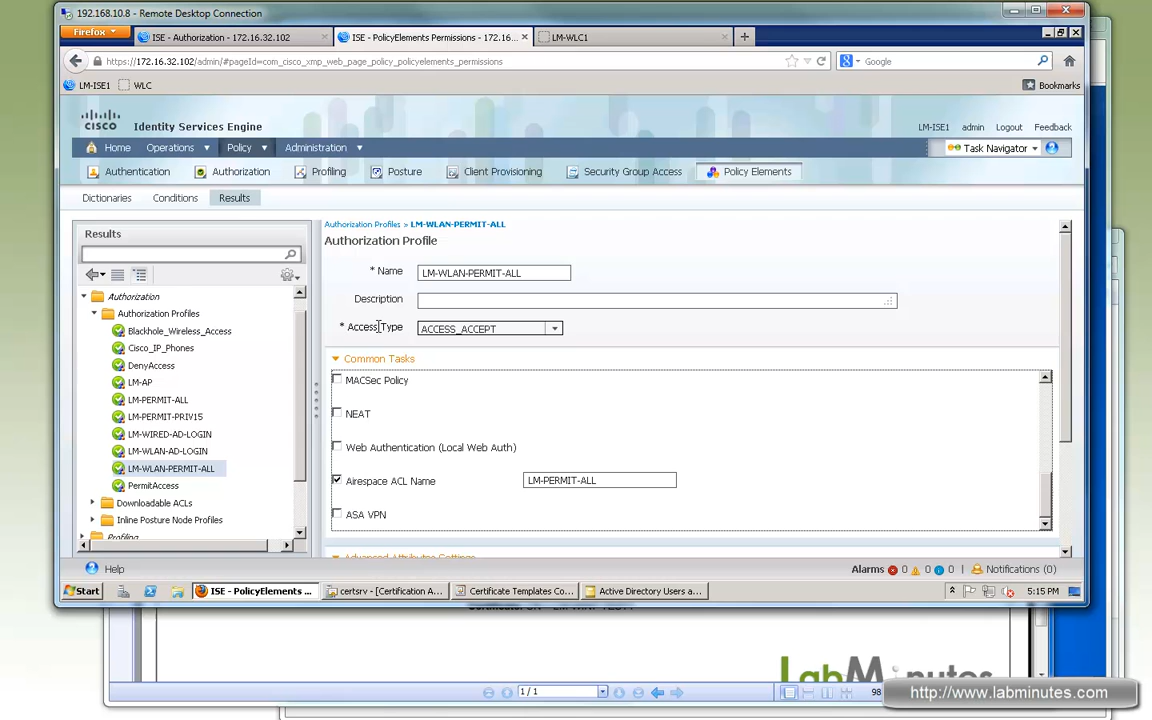 192.168.10.8 - Remote Desktop Connection
Firefox
ISE - Authorization - 172.16.32.102
ISE - PolicyElements Permissions - 172.16...
LM-WLC1
https://172.16.32.102/admin/#pageId=com_cisco_xmp_web_page_policy_policyelements_permissions
Google
LM-ISE1
WLC
Bookmarks
CISCO
Identity Services Engine
LM-ISE1
admin
Logout
Feedback
Home
Operations
Policy
Administration
Task Navigator
Authentication
Authorization
Profiling
Posture
Client Provisioning
Security Group Access
Policy Elements
Dictionaries
Conditions
Results
Results
Authorization
Authorization Profiles
Blackhole_Wireless_Access
Cisco_IP_Phones
DenyAccess
LM-AP
LM-PERMIT-ALL
LM-PERMIT-PRIV15
LM-WIRED-AD-LOGIN
LM-WLAN-AD-LOGIN
LM-WLAN-PERMIT-ALL
PermitAccess
Downloadable ACLs
Inline Posture Node Profiles
Profiling
Authorization Profiles > LM-WLAN-PERMIT-ALL
Authorization Profile
* Name
LM-WLAN-PERMIT-ALL
Description
* Access Type
ACCESS_ACCEPT
Common Tasks
MACSec Policy
NEAT
Web Authentication (Local Web Auth)
Airespace ACL Name
LM-PERMIT-ALL
ASA VPN
Advanced Attributes Settings
Help
Alarms
0
0
0
Notifications (0)
Start
ISE - PolicyElements ...
certsrv - [Certification A...
Certificate Templates Co...
Active Directory Users a...
5:15 PM
LabMinutes
1 / 1
98
http://www.labminutes.com